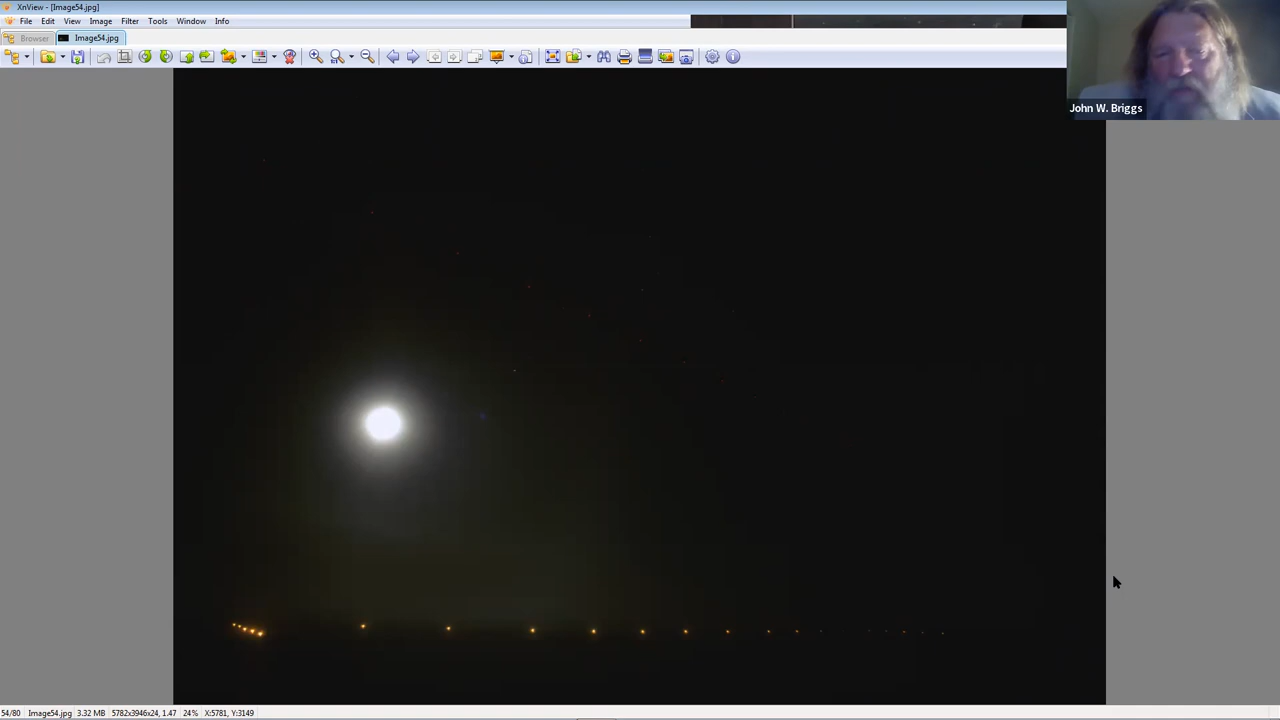 XnView - [Image54.jpg]
File Edit View Image Filter Tools Window Info
Browser Image54.jpg
John W. Briggs
54/80 Image54.jpg 3.32 MB 5782x3946x24, 1.47 24% X:5781, Y:3149